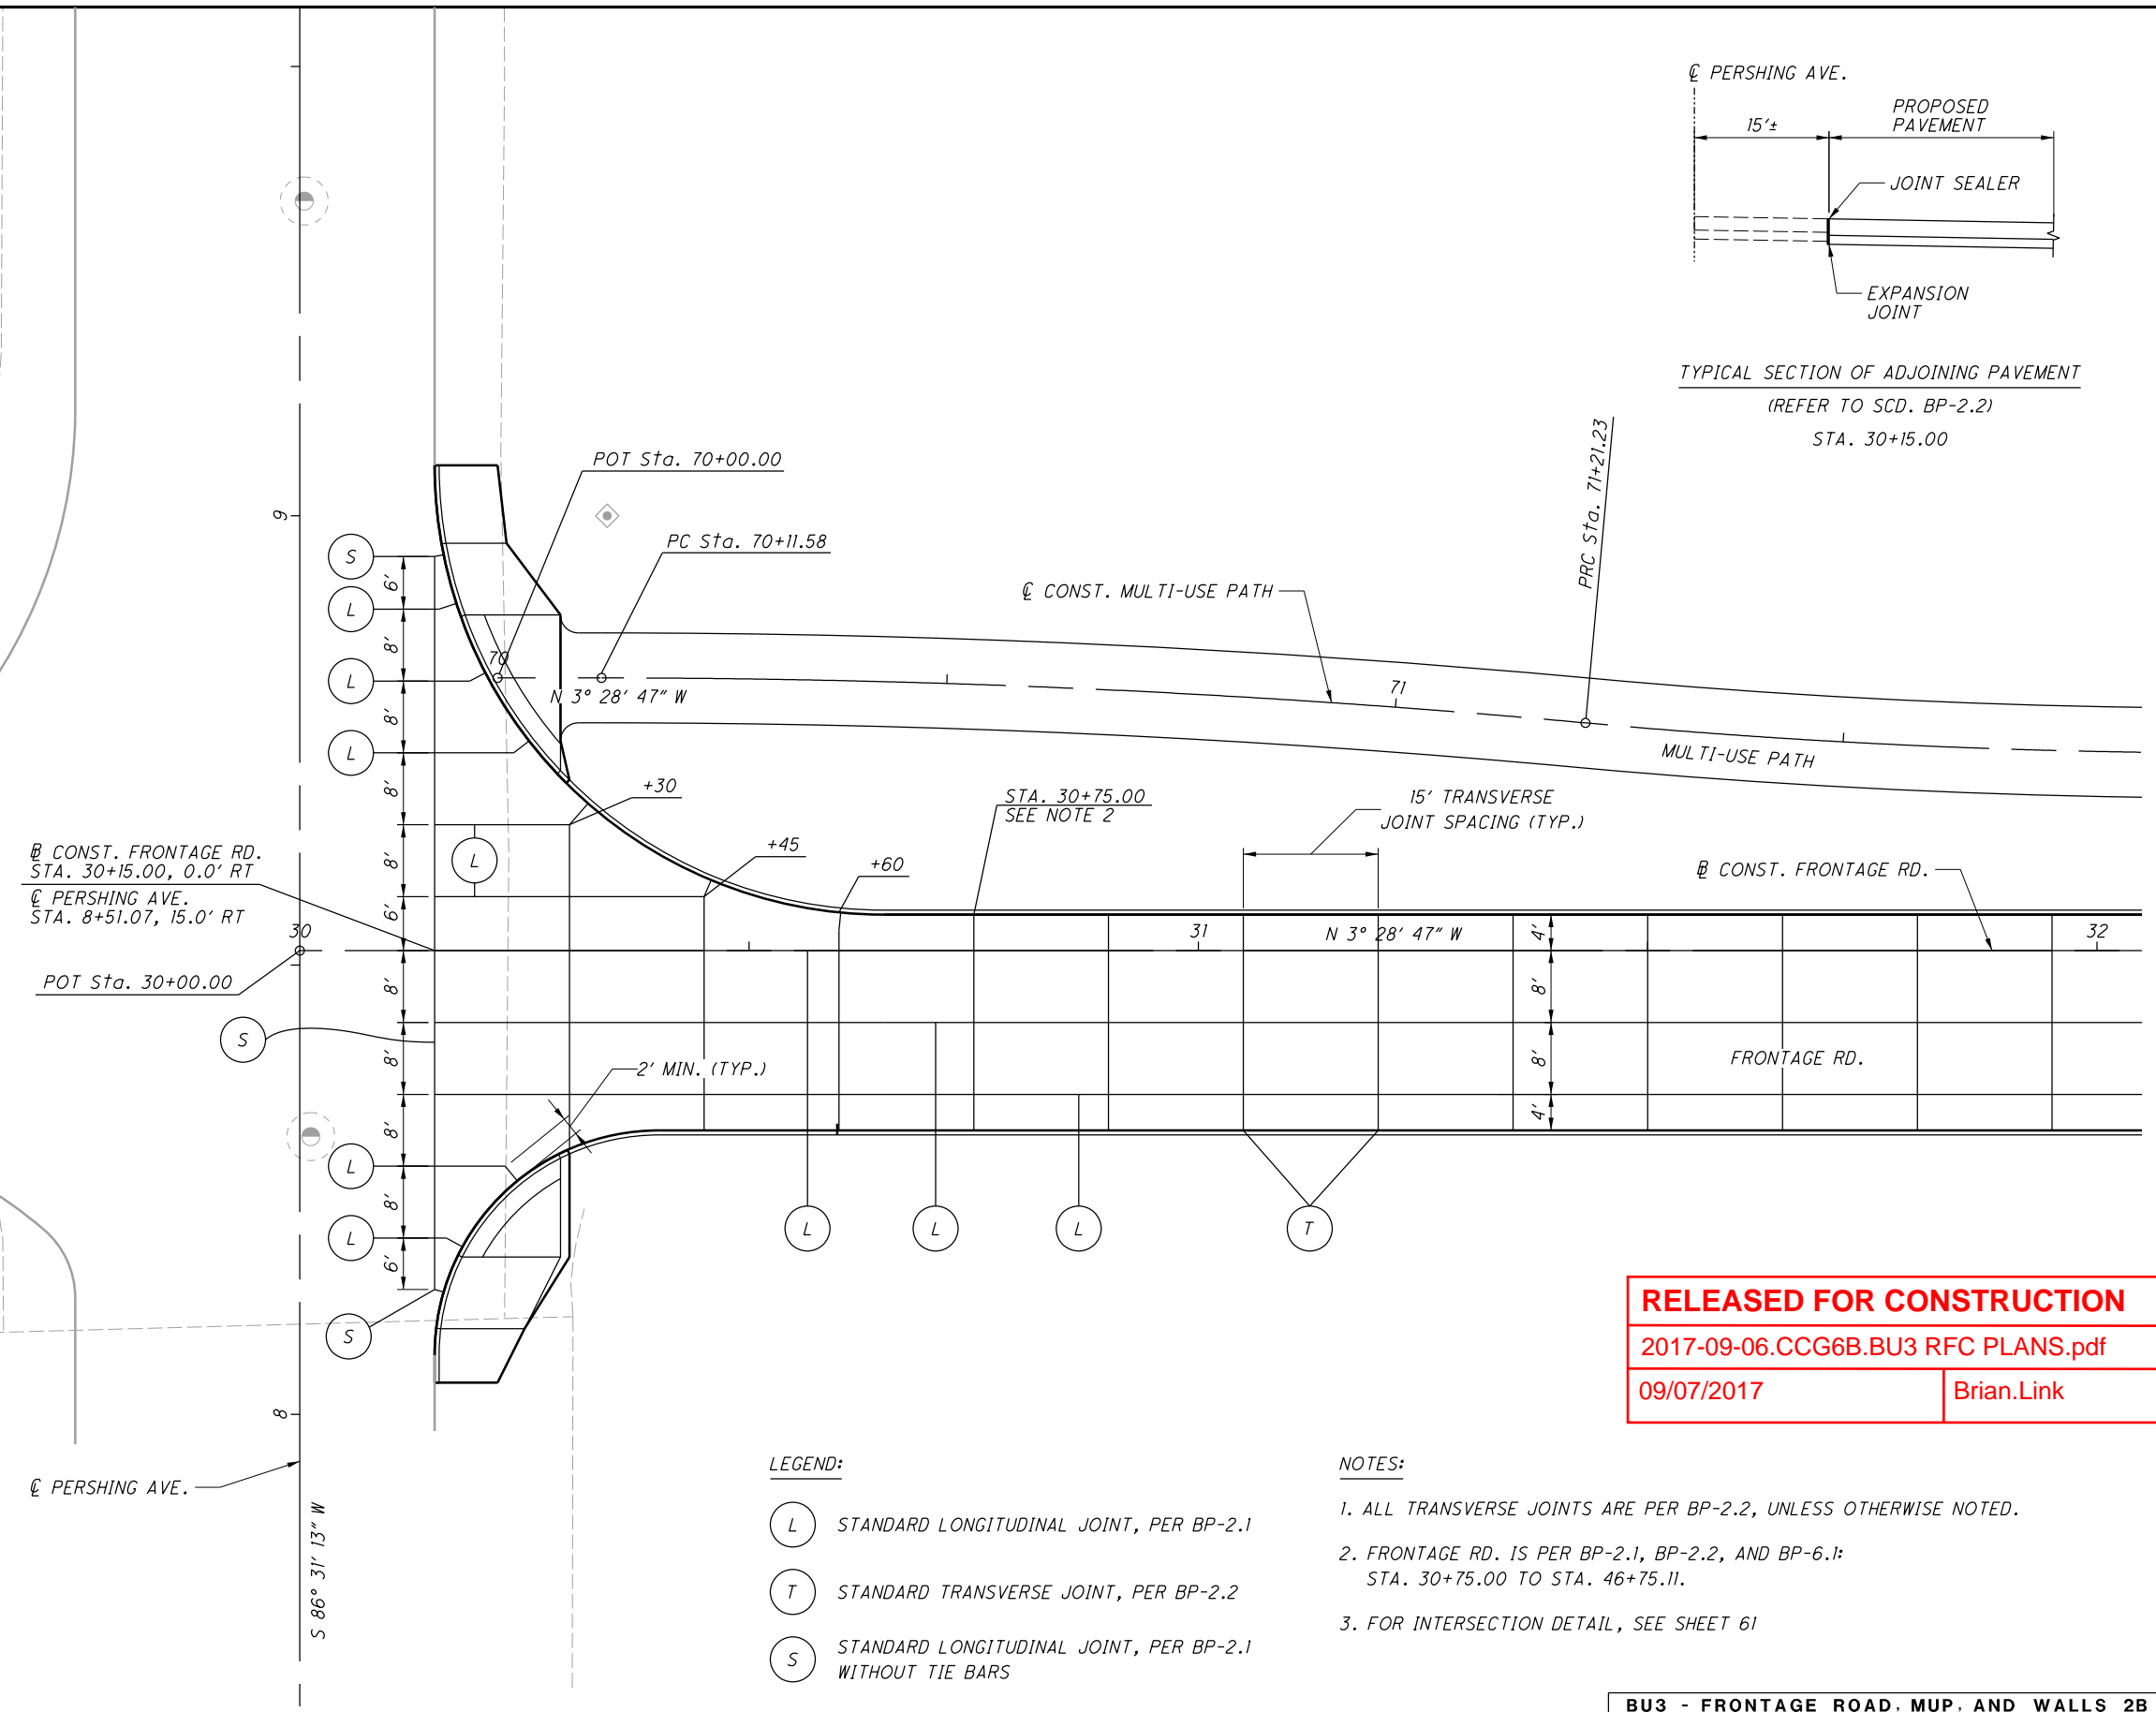 ℄ PERSHING AVE.
15'±
PROPOSED
PAVEMENT
JOINT SEALER
EXPANSION
JOINT
TYPICAL SECTION OF ADJOINING PAVEMENT
(REFER TO SCD. BP-2.2)
STA. 30+15.00
POT Sta. 70+00.00
PC Sta. 70+11.58
PRC Sta. 71+21.23
℄ CONST. MULTI-USE PATH
9
S
6'
L
8'
L
8'
L
8'
8'
L
6'
70
N 3° 28' 47" W
71
MULTI-USE PATH
+30
+45
+60
STA. 30+75.00
SEE NOTE 2
15' TRANSVERSE
JOINT SPACING (TYP.)
℄ CONST. FRONTAGE RD.
STA. 30+15.00, 0.0' RT
℄ PERSHING AVE.
STA. 8+51.07, 15.0' RT
30
POT Sta. 30+00.00
31
N 3° 28' 47" W
32
℄ CONST. FRONTAGE RD.
4'
8'
8'
4'
FRONTAGE RD.
S
8'
8'
8'
L
8'
L
6'
S
2' MIN. (TYP.)
L
L
L
T
8
℄ PERSHING AVE.
S 86° 31' 13" W
RELEASED FOR CONSTRUCTION
2017-09-06.CCG6B.BU3 RFC PLANS.pdf
09/07/2017 Brian.Link
LEGEND:
L STANDARD LONGITUDINAL JOINT, PER BP-2.1
T STANDARD TRANSVERSE JOINT, PER BP-2.2
S STANDARD LONGITUDINAL JOINT, PER BP-2.1
WITHOUT TIE BARS
NOTES:
1. ALL TRANSVERSE JOINTS ARE PER BP-2.2, UNLESS OTHERWISE NOTED.
2. FRONTAGE RD. IS PER BP-2.1, BP-2.2, AND BP-6.1:
STA. 30+75.00 TO STA. 46+75.11.
3. FOR INTERSECTION DETAIL, SEE SHEET 61
BU3 - FRONTAGE ROAD, MUP, AND WALLS 2B